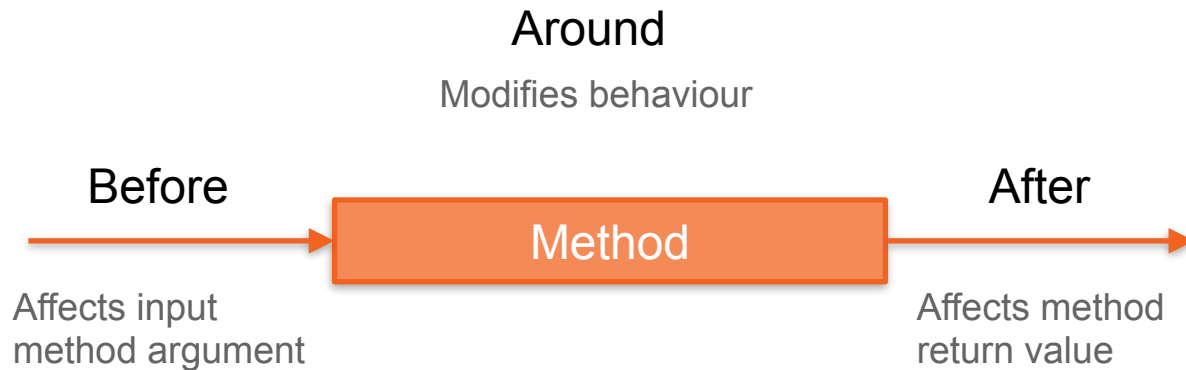 Around
Modifies behaviour
Before
After
Method
Affects input
method argument
Affects method
return value